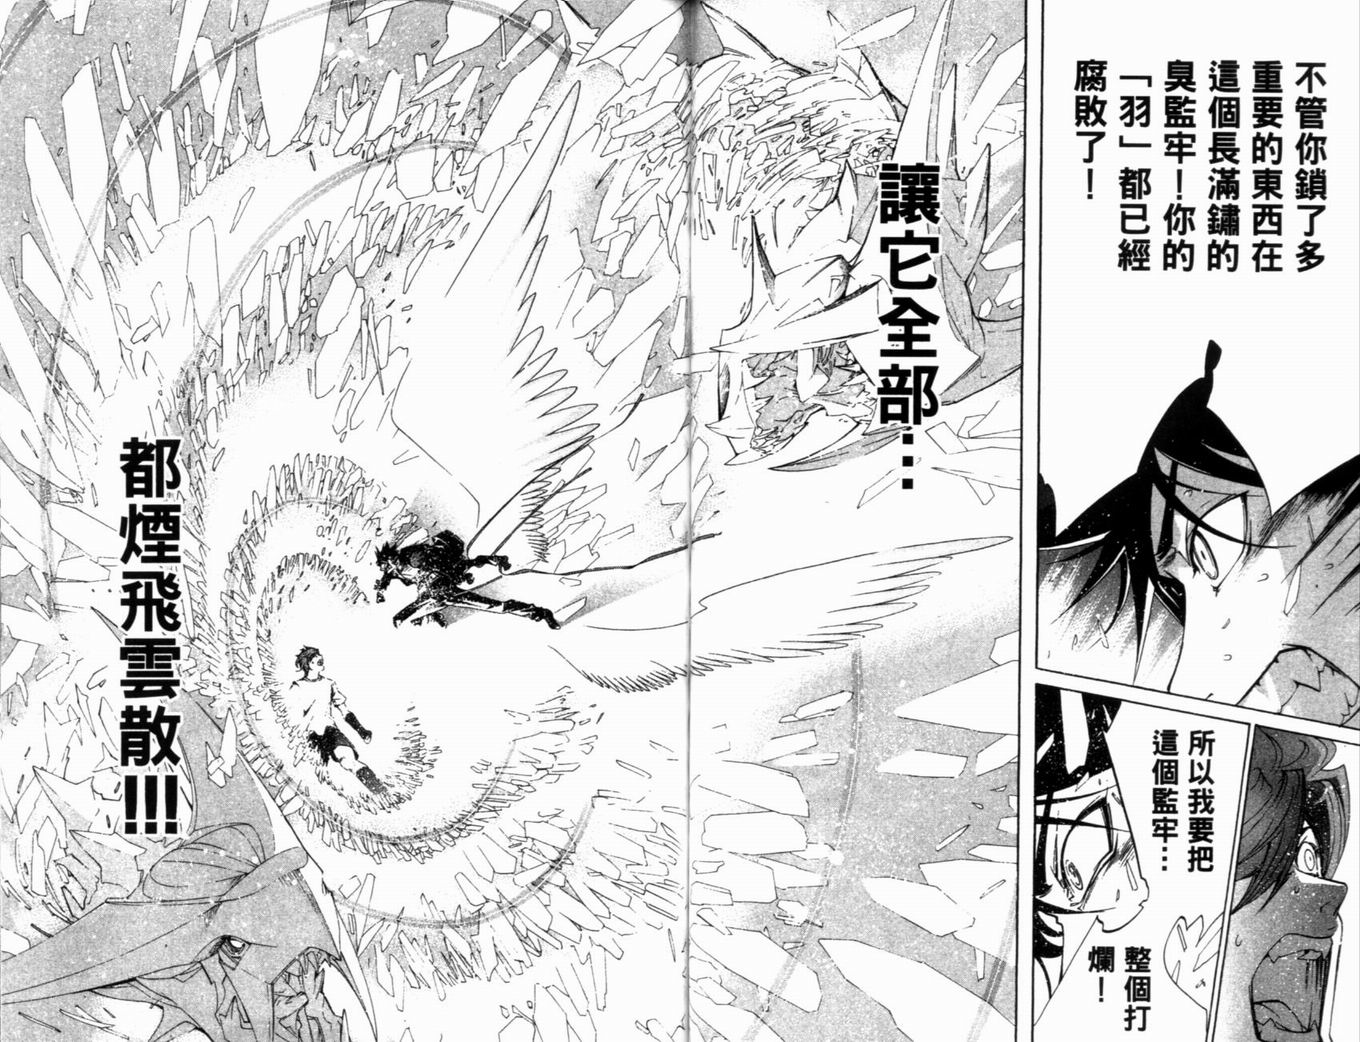 不管你鎖了多
重要的東西在
這個長滿鏽的
臭監牢！你的
「羽」都已經
腐敗了！
所以我要把
這個監牢…
整個打
爛！
讓它全部……
都煙飛雲散!!!